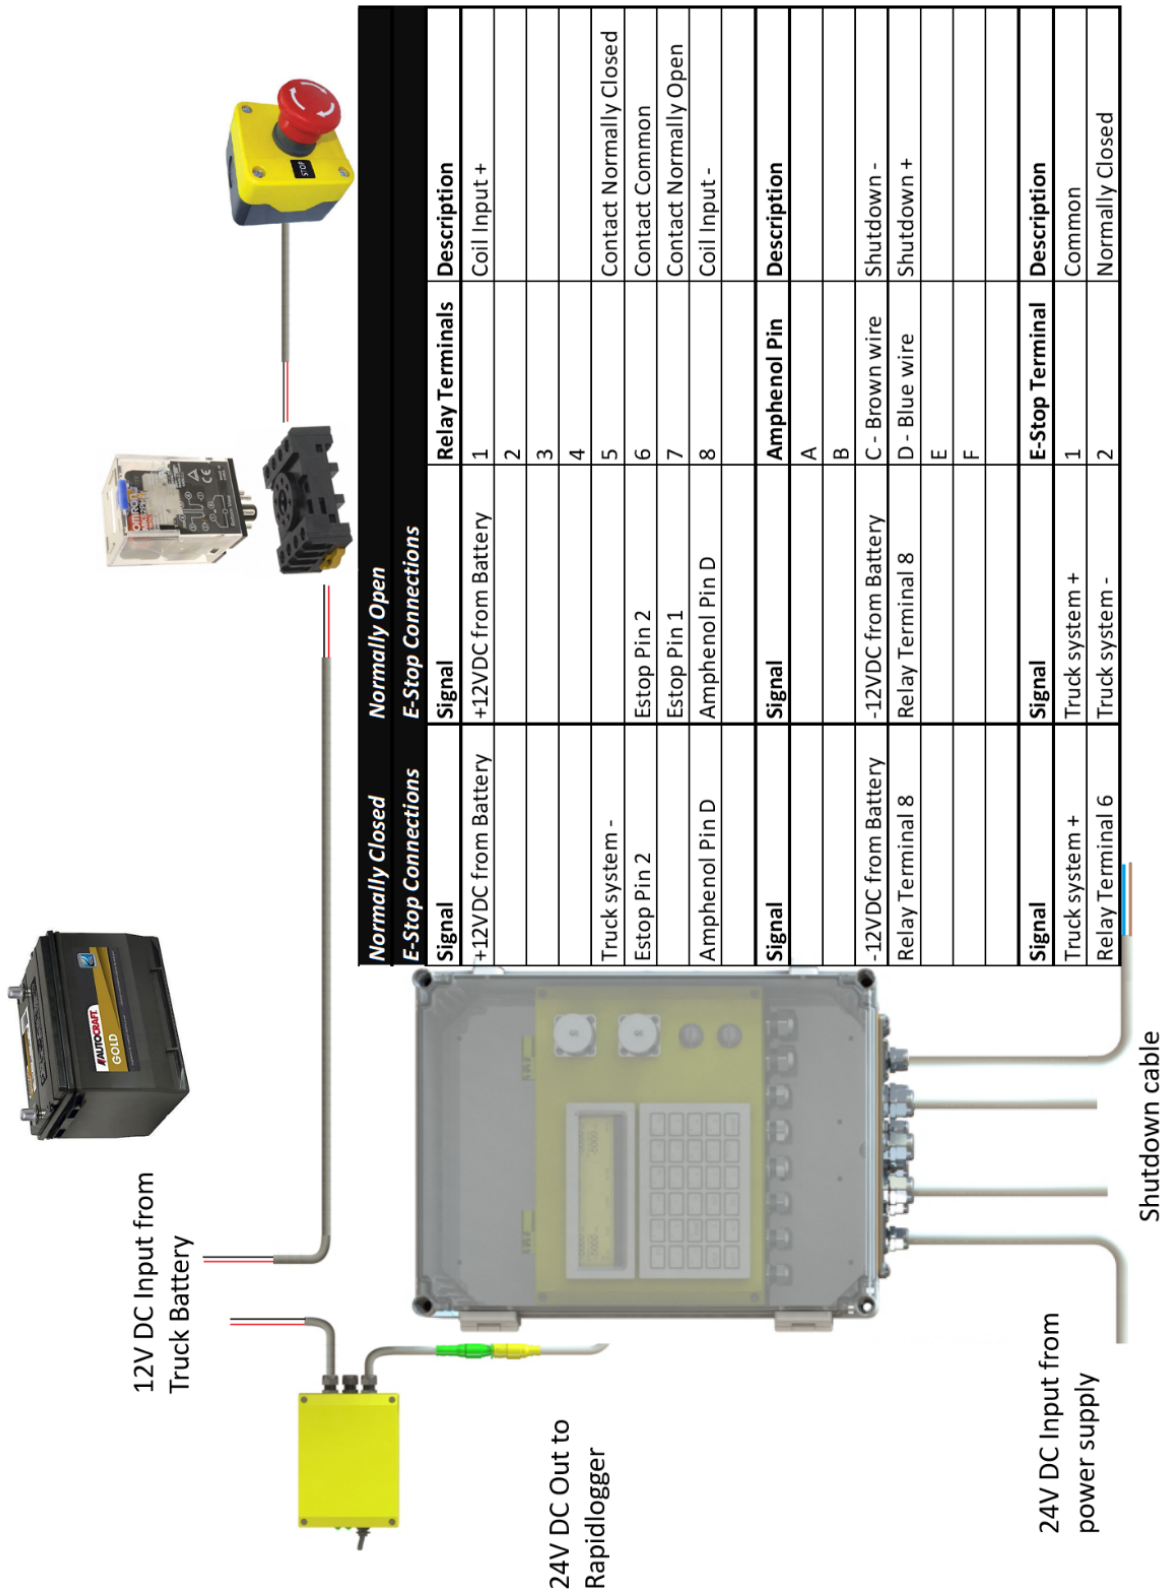 12V DC Input from
Truck Battery
AUTOCRAFT
GOLD
omron
STOP
24V DC Out to
Rapidlogger
24V DC Input from
power supply
Shutdown cable
Normally Closed Normally Open
E-Stop Connections E-Stop Connections
Signal Signal Relay Terminals Description
+12VDC from Battery +12VDC from Battery 1 Coil Input +
2
3
4
Truck system - 5 Contact Normally Closed
Estop Pin 2 Estop Pin 2 6 Contact Common
Estop Pin 1 7 Contact Normally Open
Amphenol Pin D Amphenol Pin D 8 Coil Input -
Signal Signal Amphenol Pin Description
A
B
-12VDC from Battery -12VDC from Battery C - Brown wire Shutdown -
Relay Terminal 8 Relay Terminal 8 D - Blue wire Shutdown +
E
F
Signal Signal E-Stop Terminal Description
Truck system + Truck system + 1 Common
Relay Terminal 6 Truck system - 2 Normally Closed